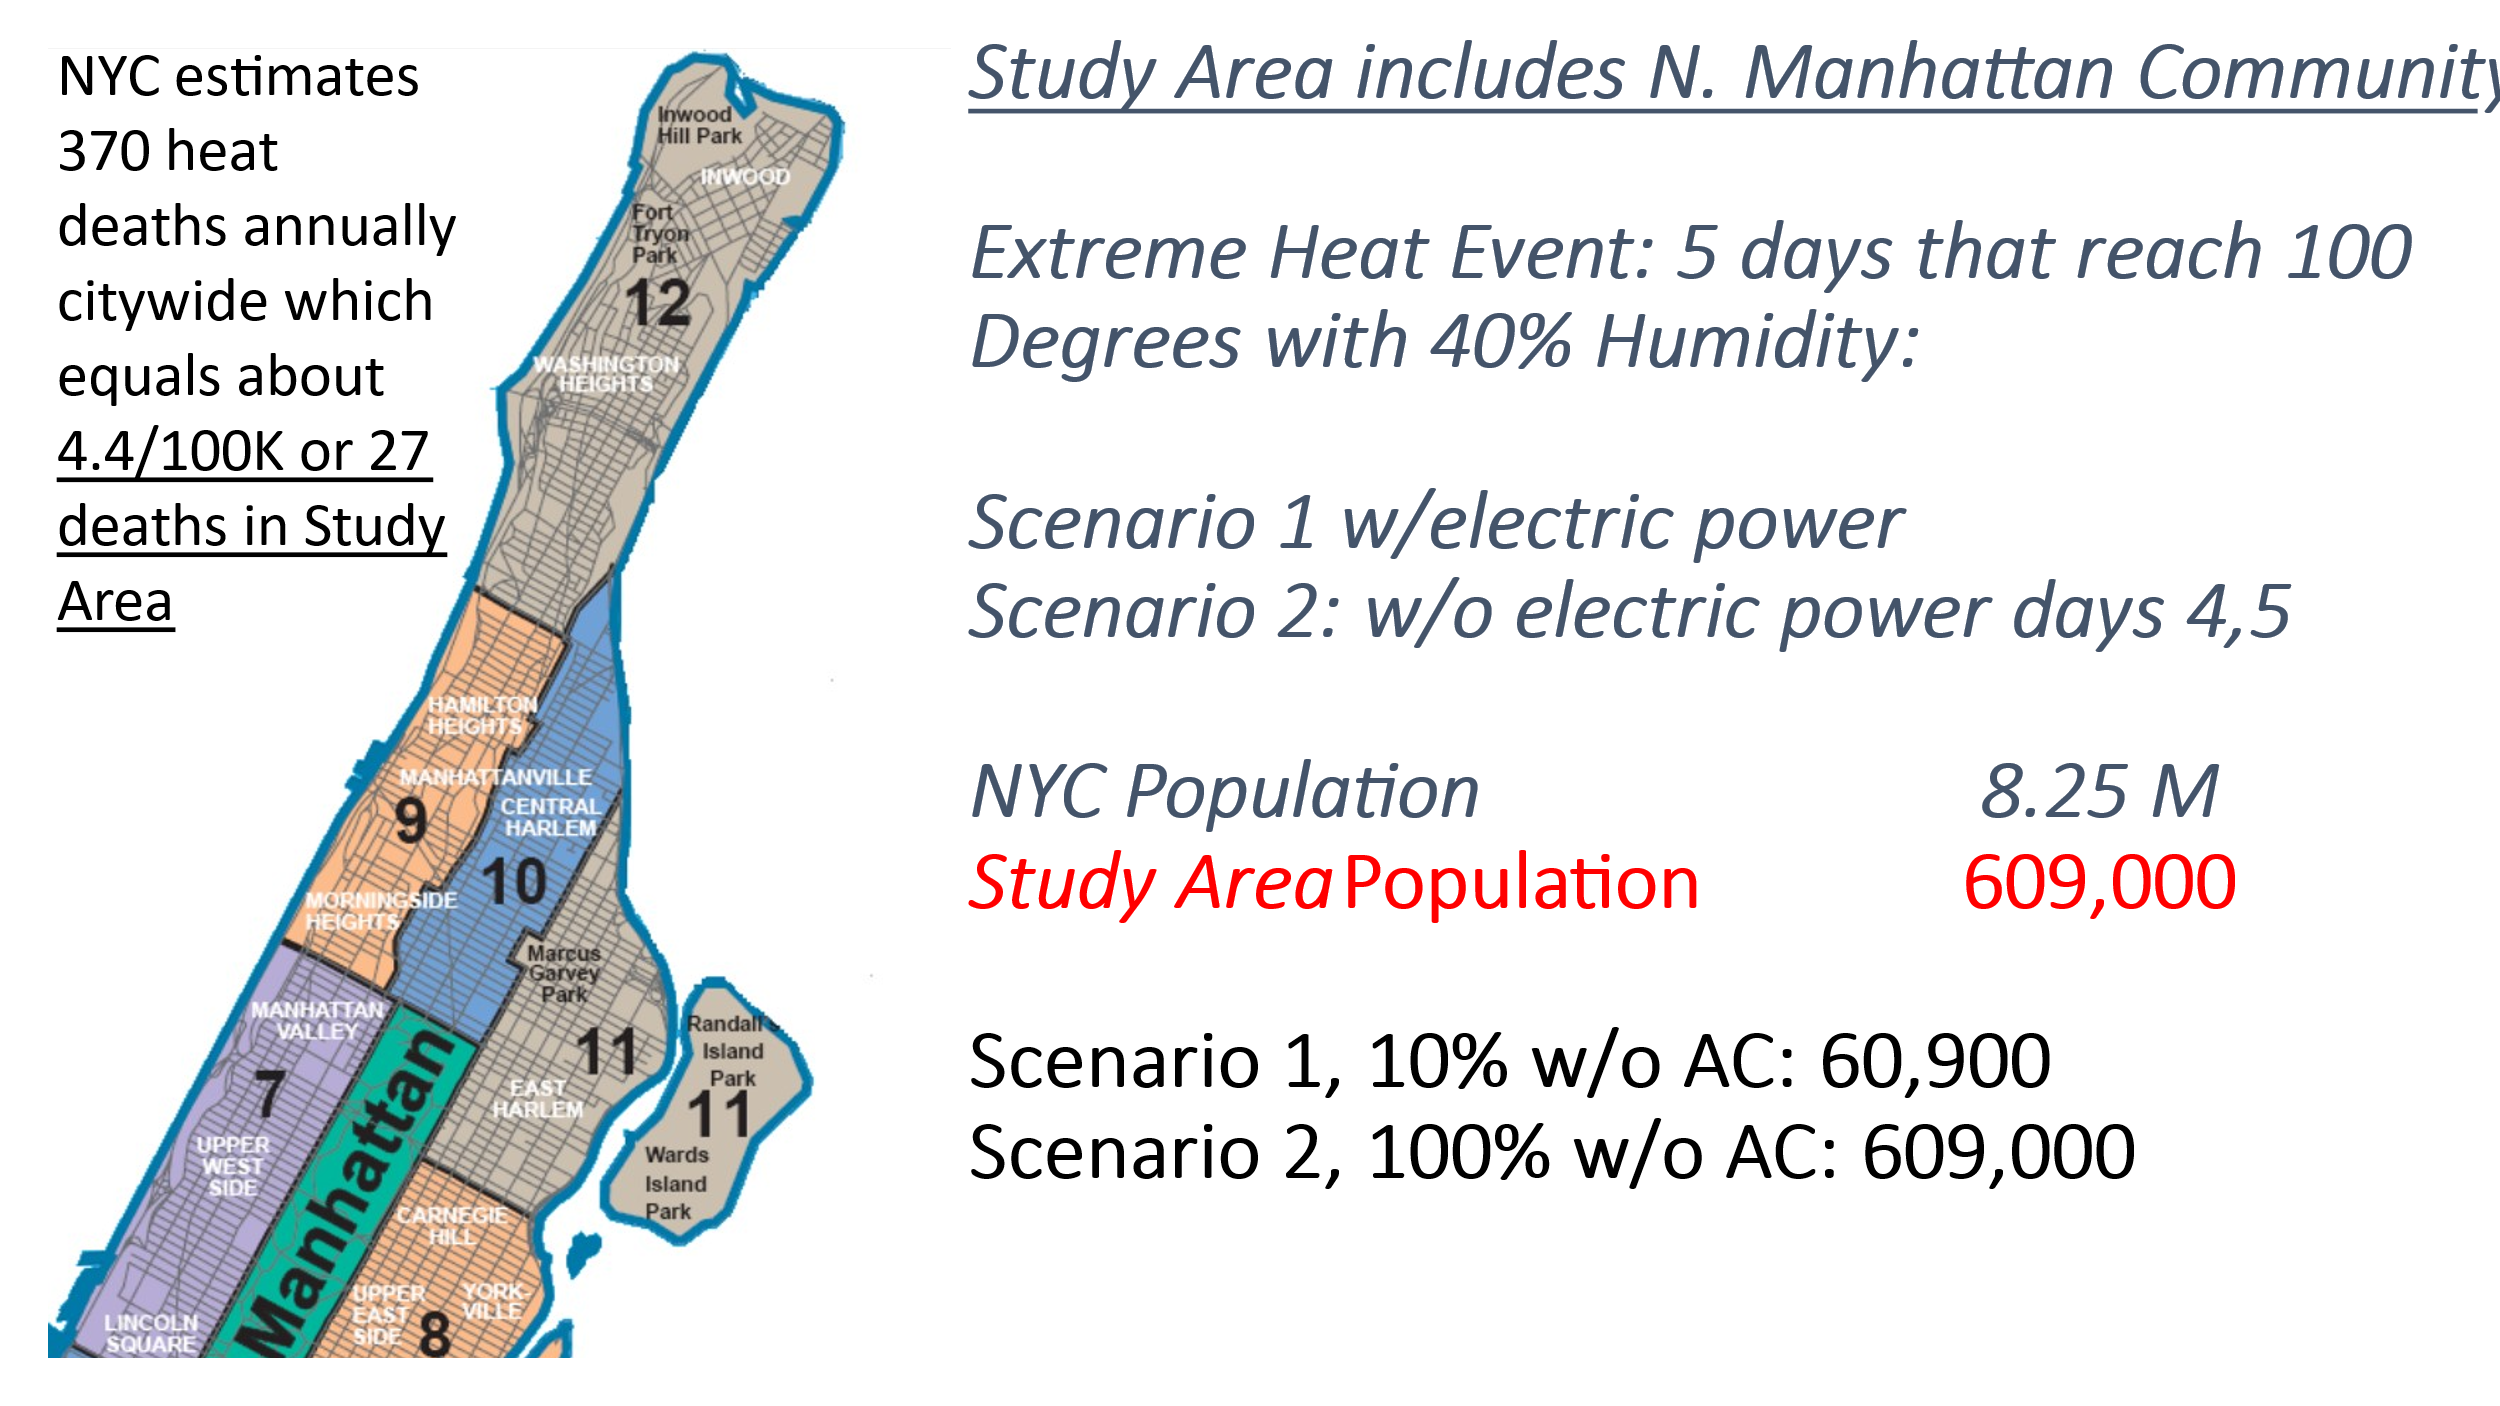 NYC estimates
370 heat
deaths annually
citywide which
equals about
4.4/100K or 27
deaths in Study
Area
Inwood
Hill Park
INWOOD
Fort
Tryon
Park
12
WASHINGTON
HEIGHTS
HAMILTON
HEIGHTS
MANHATTANVILLE
9
CENTRAL
HARLEM
10
MORNINGSIDE
HEIGHTS
Marcus
Garvey
Park
MANHATTAN
VALLEY
11
EAST
HARLEM
Randall's
Island
Park
11
Wards
Island
Park
7
UPPER
WEST
SIDE
Manhattan
CARNEGIE
HILL
UPPER
EAST
SIDE
YORK-
VILLE
8
LINCOLN
SQUARE
Study Area includes N. Manhattan Community
Extreme Heat Event: 5 days that reach 100
Degrees with 40% Humidity:
Scenario 1 w/electric power
Scenario 2: w/o electric power days 4,5
NYC Population 8.25 M
Study Area Population 609,000
Scenario 1, 10% w/o AC: 60,900
Scenario 2, 100% w/o AC: 609,000